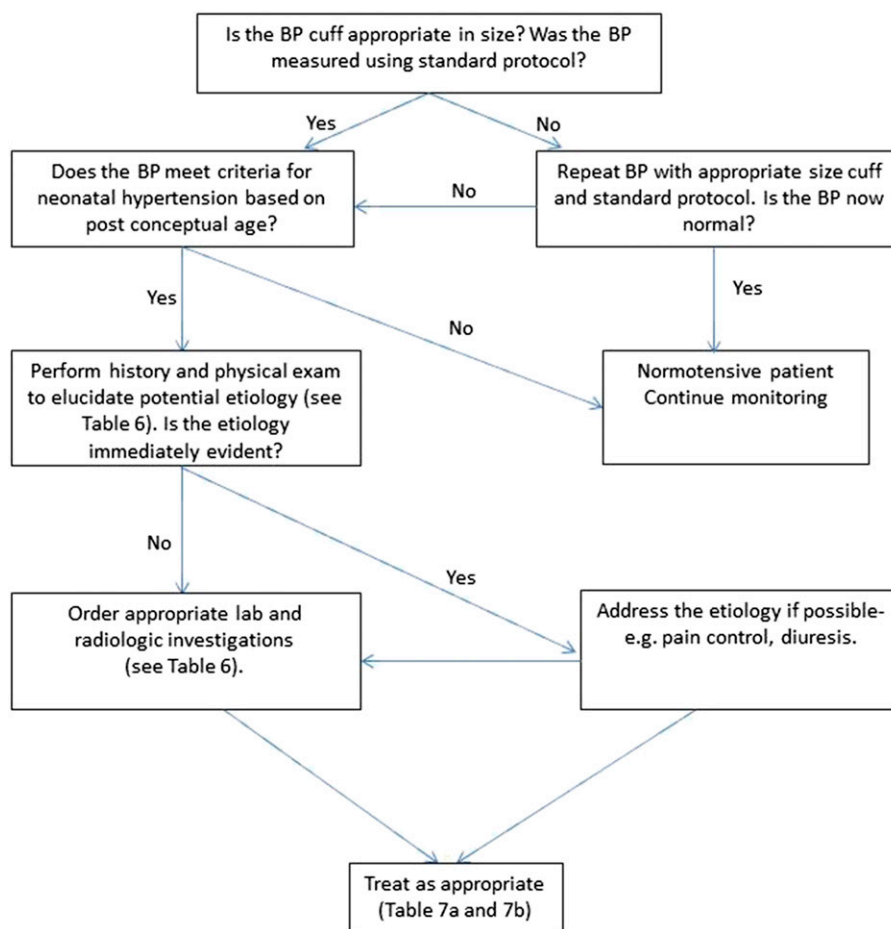 Is the BP cuff appropriate in size? Was the BP
measured using standard protocol?
Yes
No
Does the BP meet criteria for
neonatal hypertension based on
post conceptual age?
No
Repeat BP with appropriate size cuff
and standard protocol. Is the BP now
normal?
Yes
No
Yes
Perform history and physical exam
to elucidate potential etiology (see
Table 6). Is the etiology
immediately evident?
Normotensive patient
Continue monitoring
No
Yes
Order appropriate lab and
radiologic investigations
(see Table 6).
Address the etiology if possible-
e.g. pain control, diuresis.
Treat as appropriate
(Table 7a and 7b)